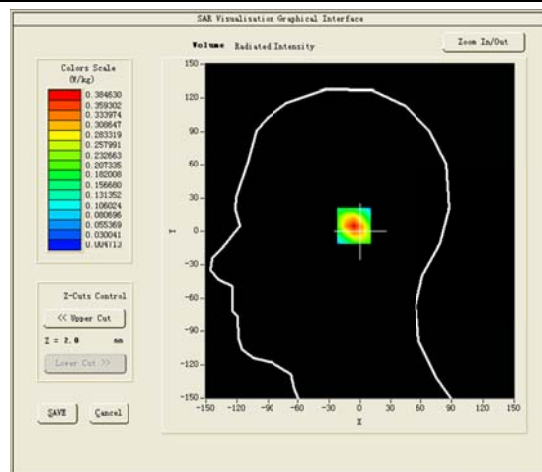 SAR Visualisation Graphical Interface
Volume Radiated Intensity
Zoom In/Out
Colors Scale
(W/kg)
0.384630
0.359302
0.333974
0.308647
0.283319
0.257991
0.232663
0.207335
0.182008
0.156680
0.131352
0.106024
0.080696
0.055369
0.030041
0.004713
Z-Cuts Control
<< Upper Cut
Z = 2.0 mm
Lower Cut >>
SAVE Cancel
150-
120-
90-
60-
30-
Y 0-
-30-
-60-
-90-
-120-
-150-
-150 -120 -90 -60 -30 0 30 60 90 120 150
X